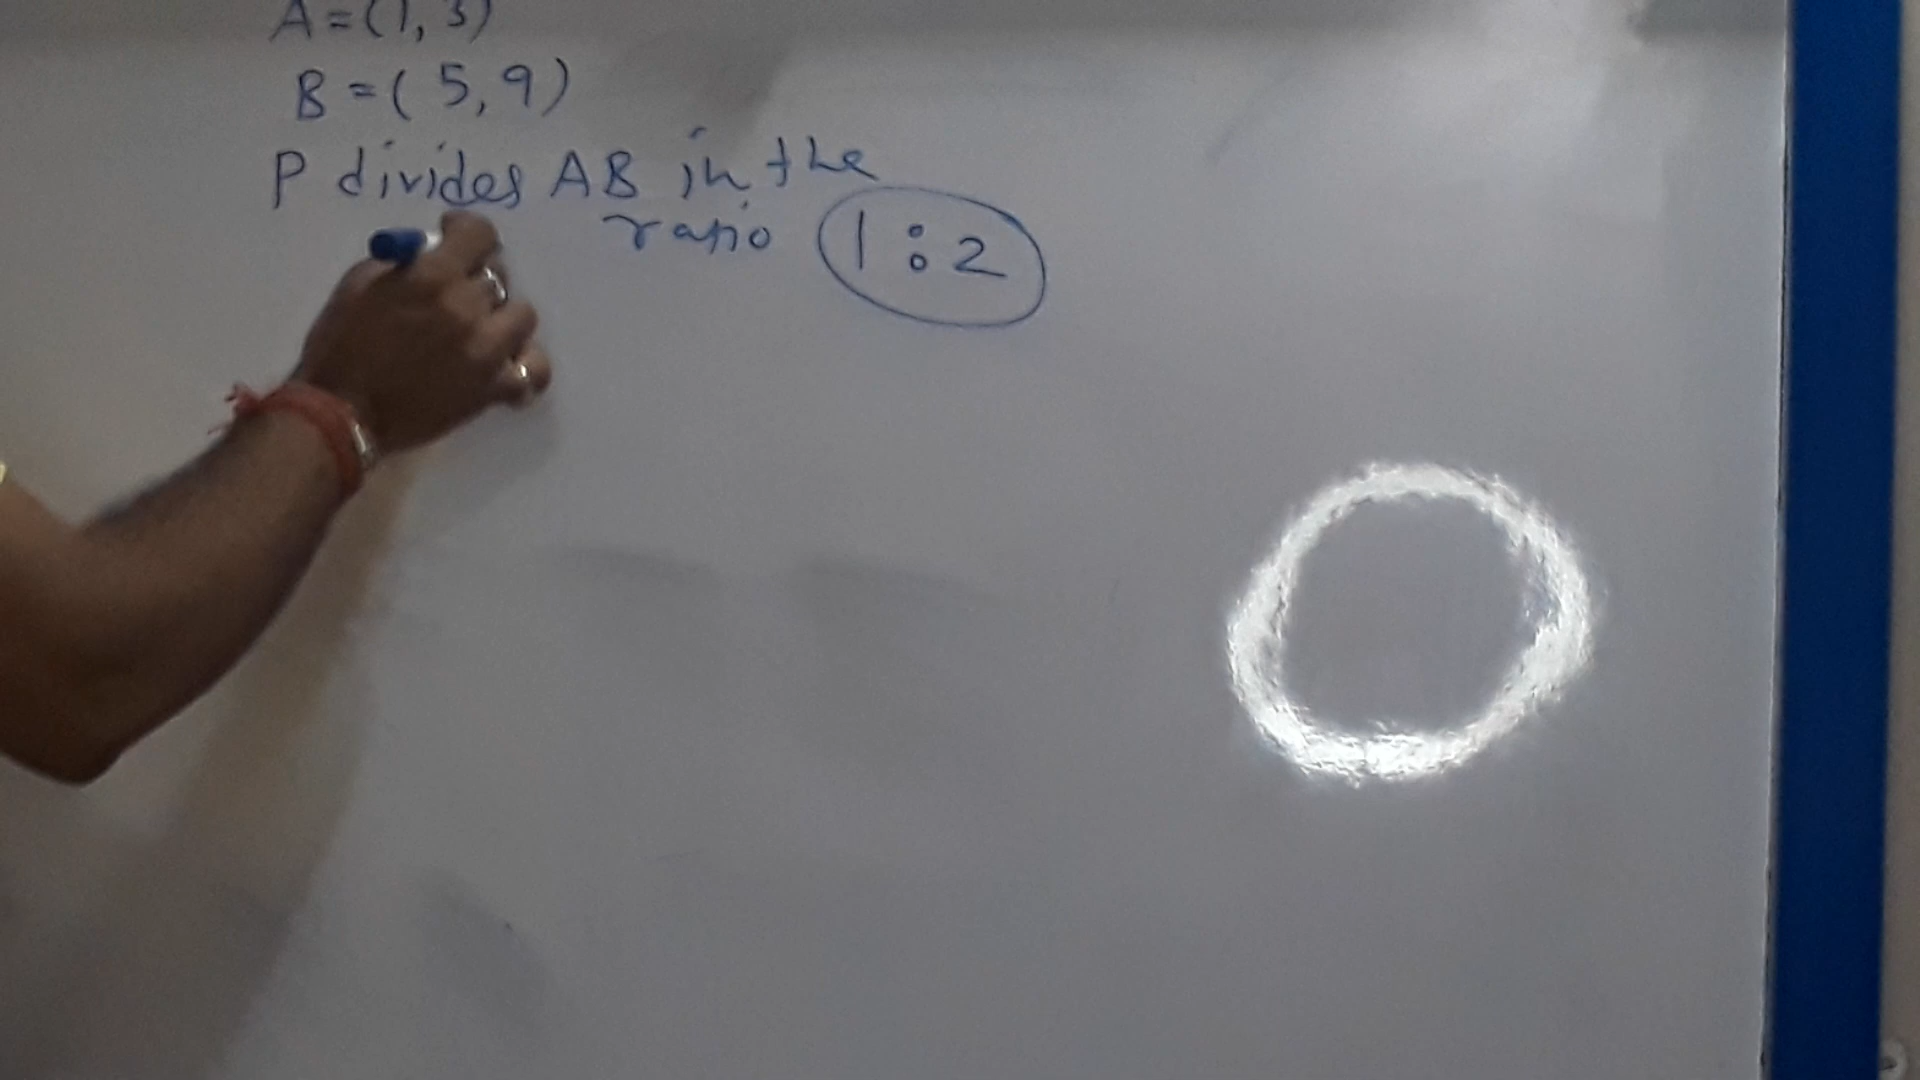 A = (1, 3)
B = ( 5, 9)
P divides AB in the
ratio 1 : 2